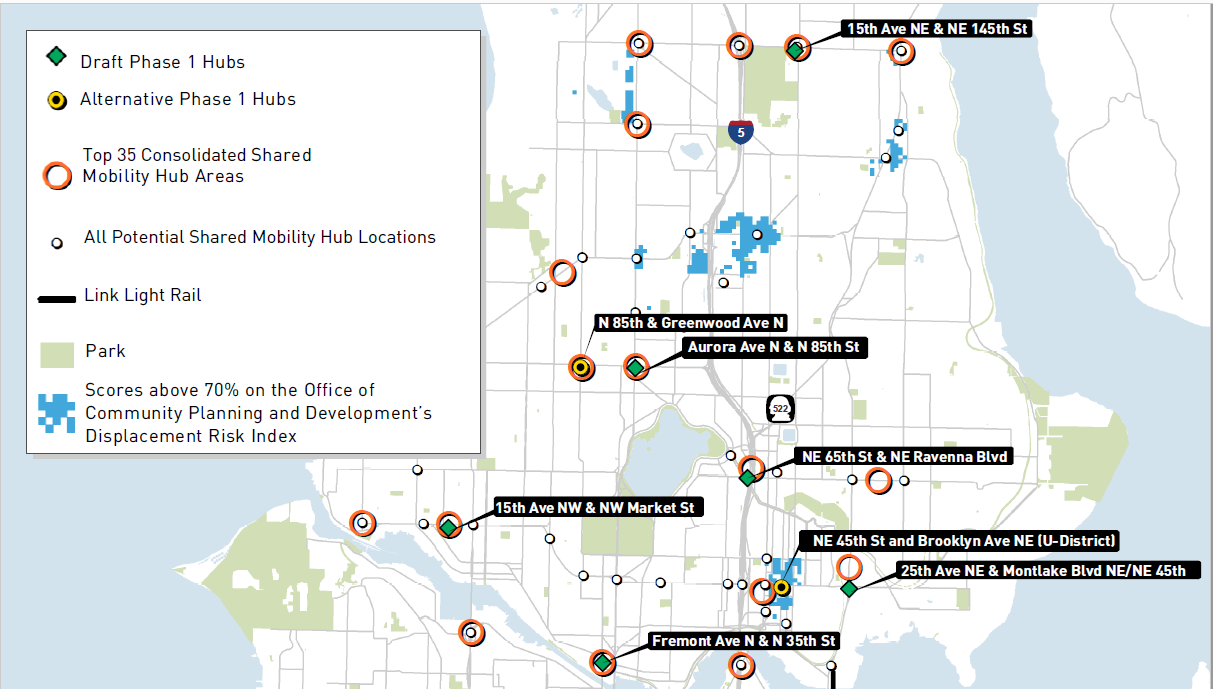 15th Ave NE & NE 145th St
Draft Phase 1 Hubs
Alternative Phase 1 Hubs
Top 35 Consolidated Shared
Mobility Hub Areas
All Potential Shared Mobility Hub Locations
Link Light Rail
Park
Scores above 70% on the Office of
Community Planning and Development's
Displacement Risk Index
5
N 85th & Greenwood Ave N
Aurora Ave N & N 85th St
522
NE 65th St & NE Ravenna Blvd
15th Ave NW & NW Market St
NE 45th St and Brooklyn Ave NE (U-District)
25th Ave NE & Montlake Blvd NE/NE 45th
Fremont Ave N & N 35th St